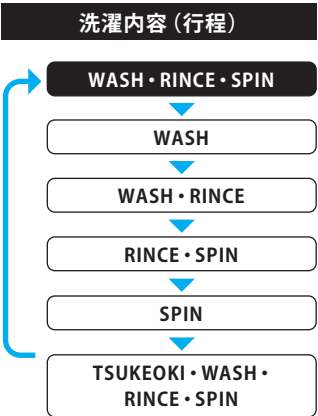 洗濯内容（行程）
WASH・RINCE・SPIN
WASH
WASH・RINCE
RINCE・SPIN
SPIN
TSUKEOKI・WASH・
RINCE・SPIN